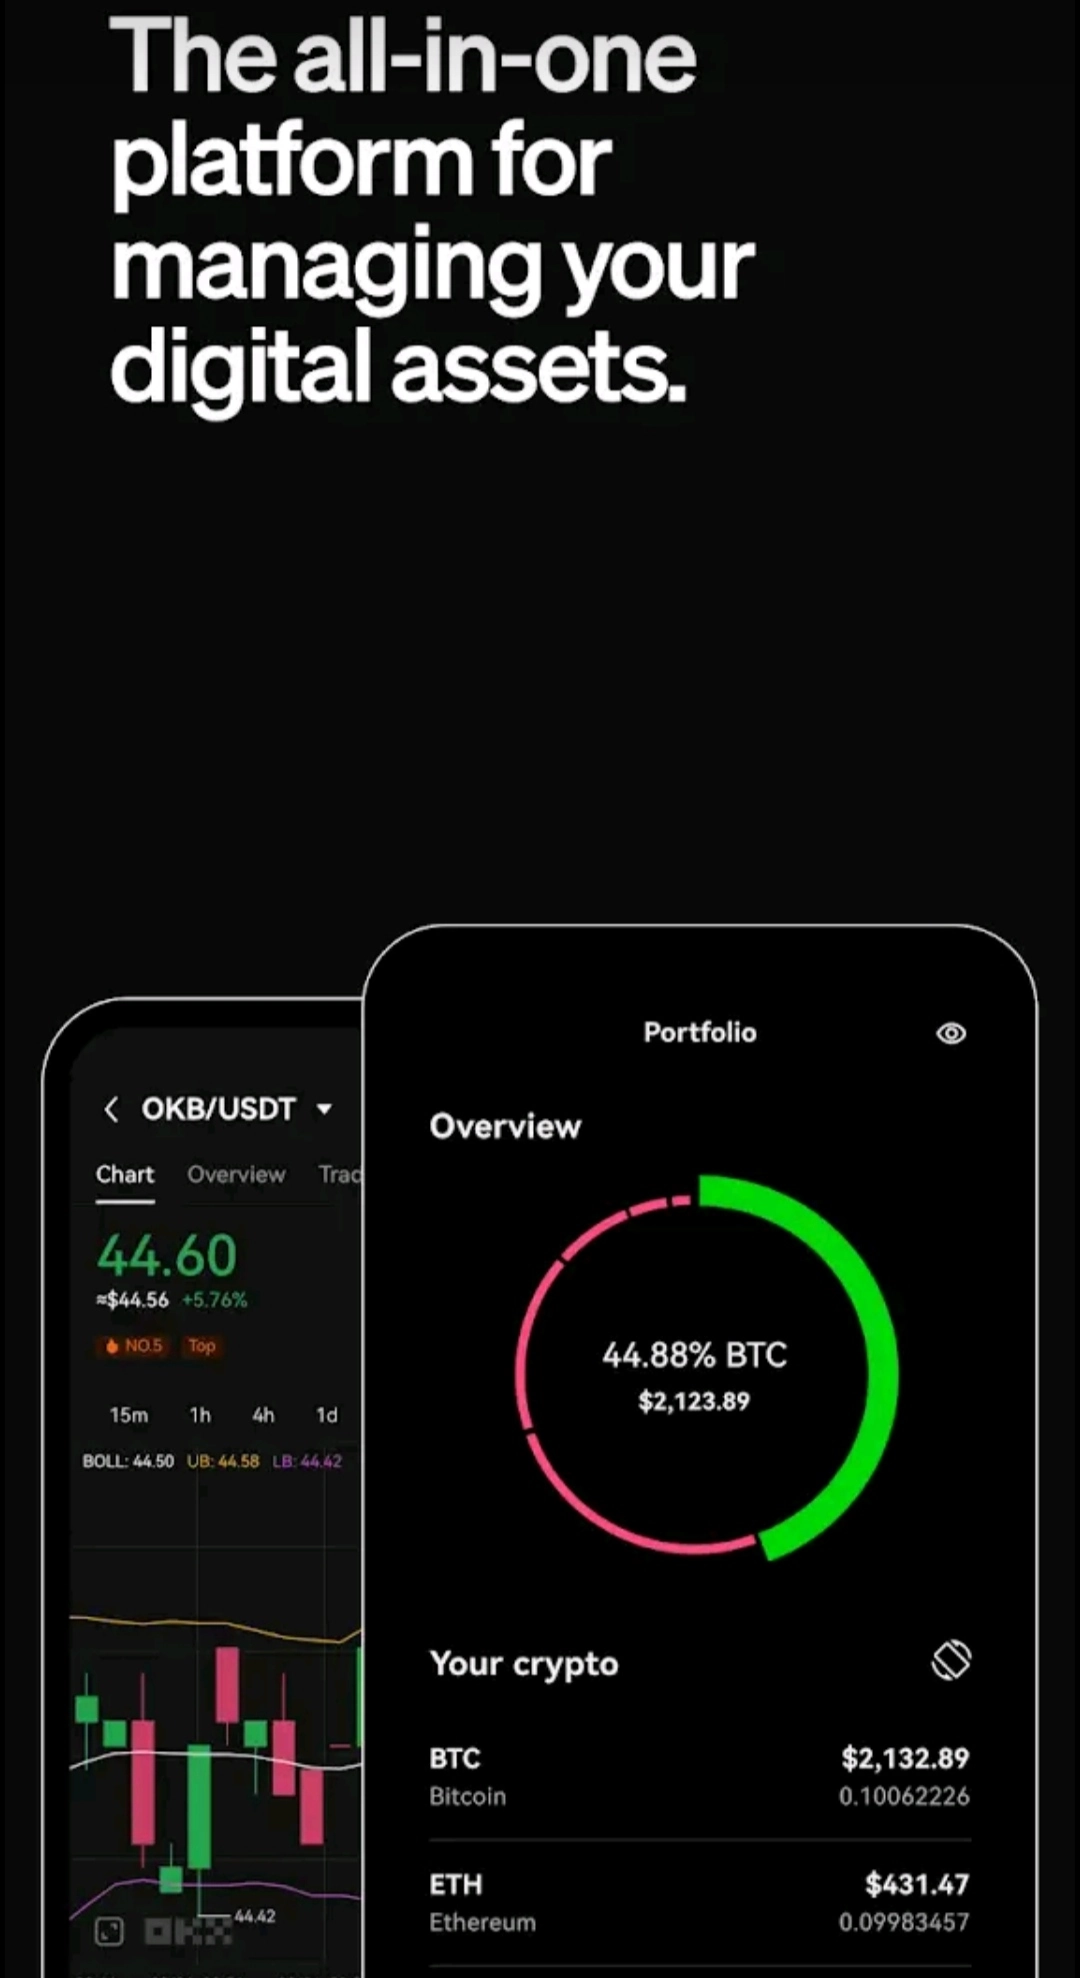 The all-in-one
platform for
managing your
digital assets.
OKB/USDT
Chart Overview Trad
44.60
≈$44.56 +5.76%
NO.5 Top
15m 1h 4h 1d
BOLL: 44.50 UB: 44.58 LB: 44.42
44.42
Portfolio
Overview
44.88% BTC
$2,123.89
Your crypto
BTC $2,132.89
Bitcoin 0.10062226
ETH $431.47
Ethereum 0.09983457